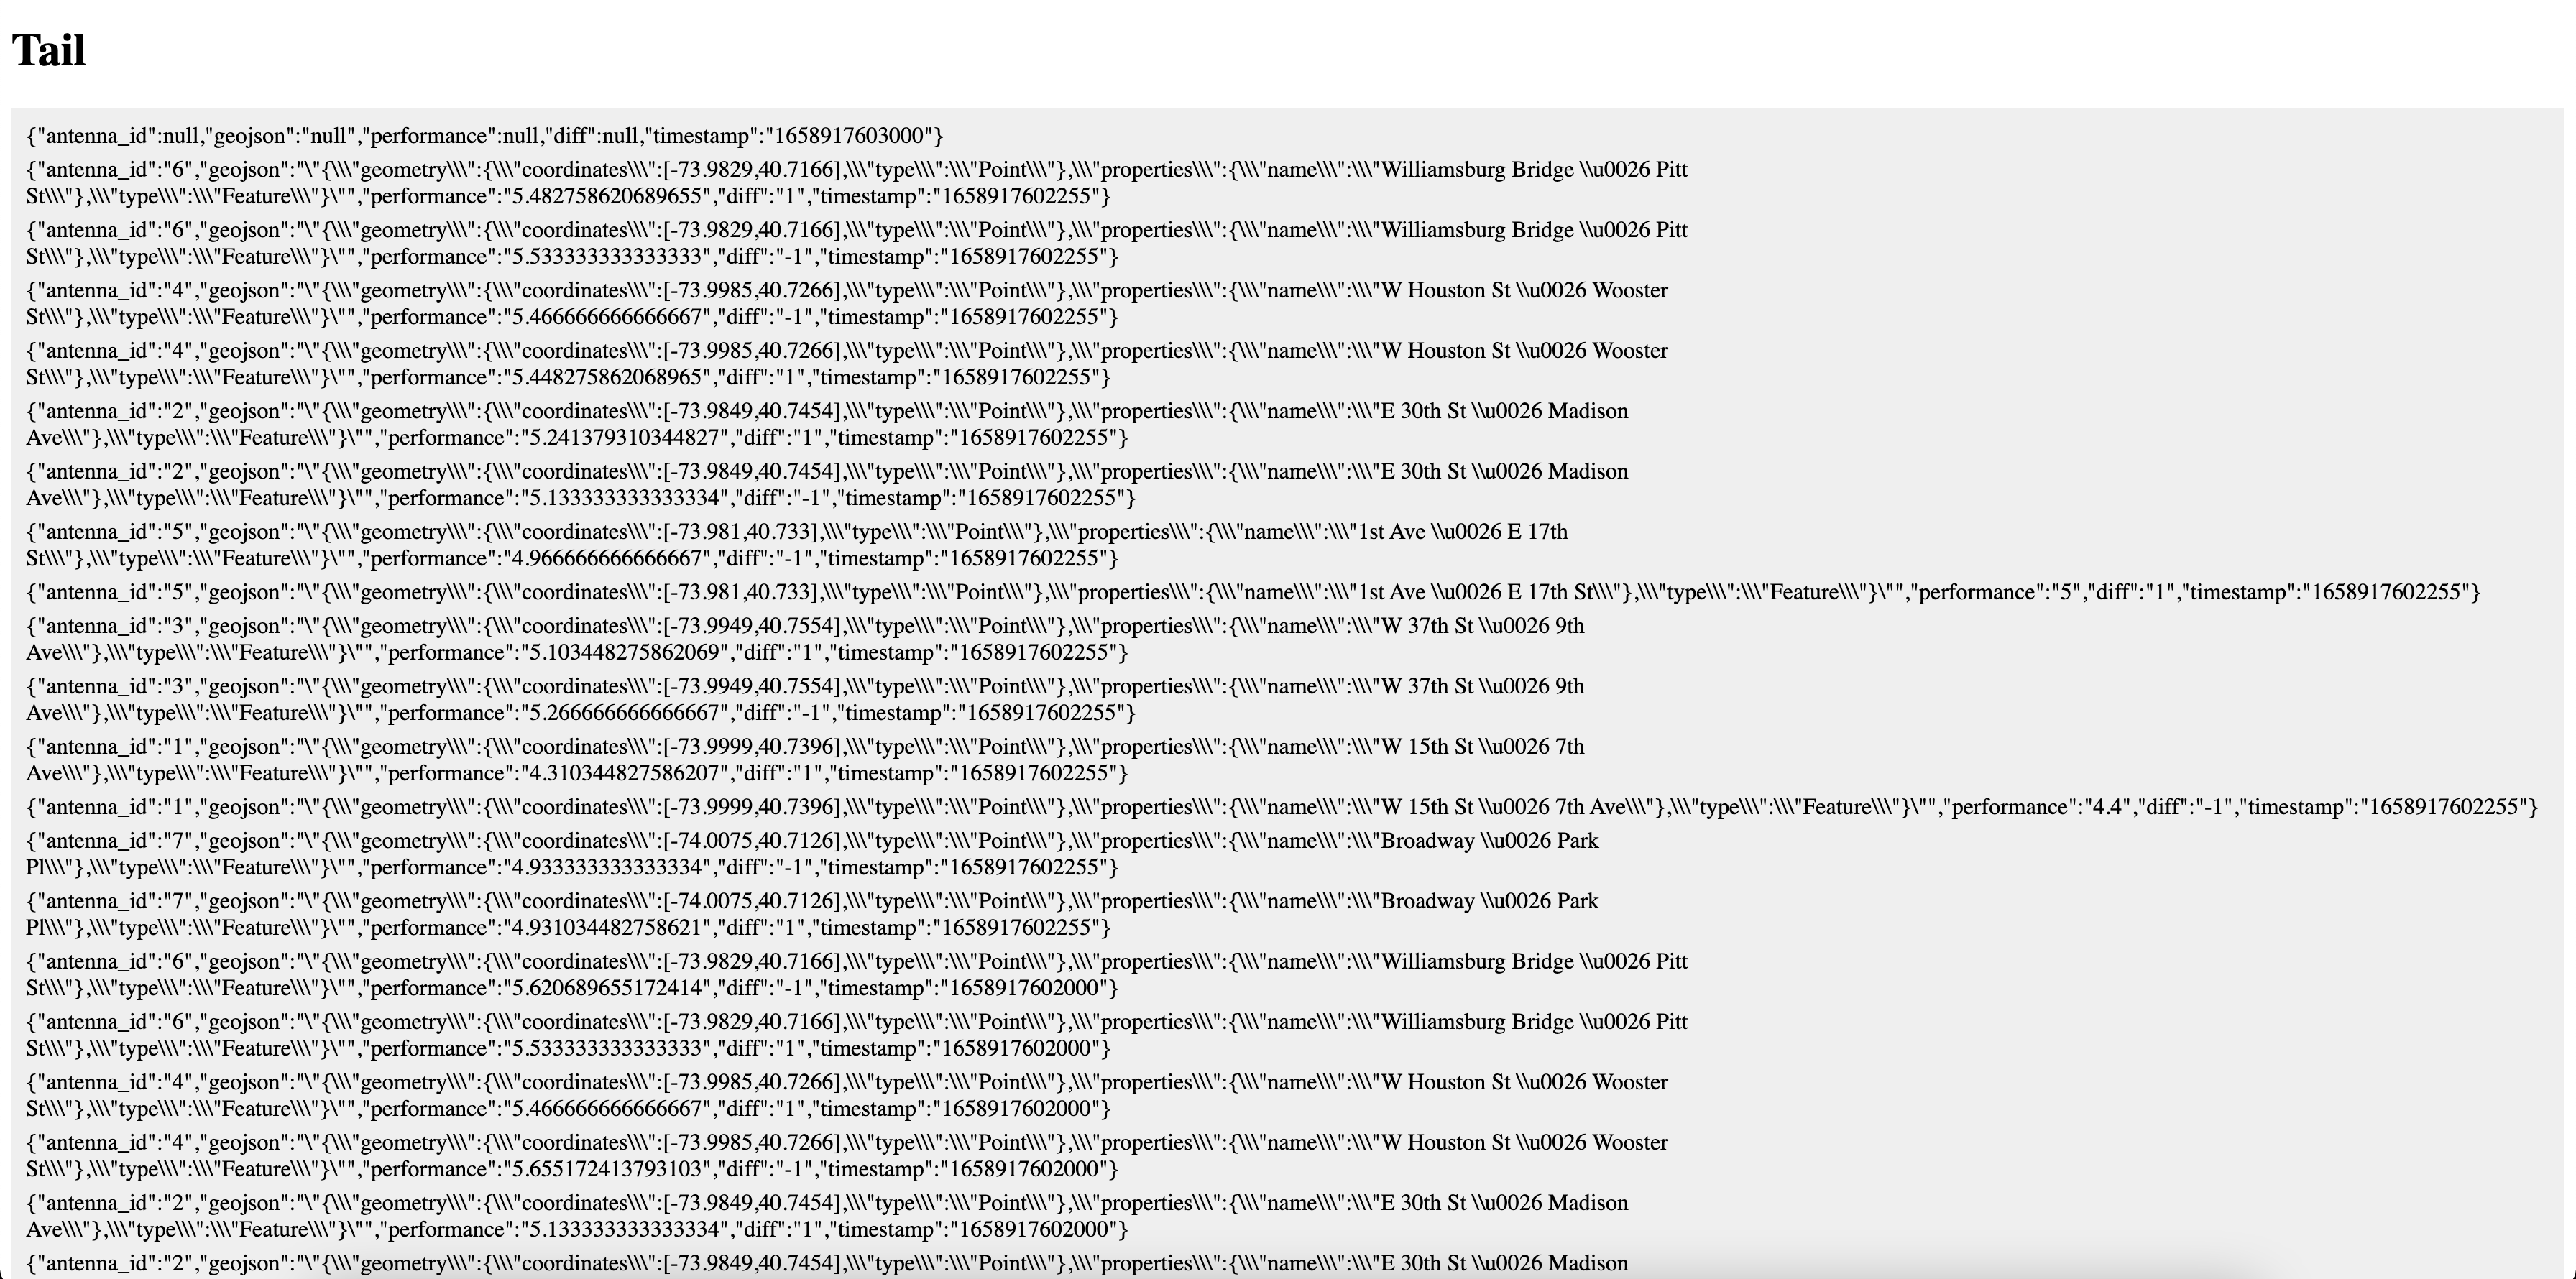 Tail
{"antenna_id":null,"geojson":"null","performance":null,"diff":null,"timestamp":"1658917603000"}
{"antenna_id":"6","geojson":"\"{\\\"geometry\\\":{\\\"coordinates\\\":[-73.9829,40.7166],\\\"type\\\":\\\"Point\\\"},\\\"properties\\\":{\\\"name\\\":\\\"Williamsburg Bridge \\u0026 Pitt
St\\\"},\\\"type\\\":\\\"Feature\\\"}\"","performance":"5.482758620689655","diff":"1","timestamp":"1658917602255"}
{"antenna_id":"6","geojson":"\"{\\\"geometry\\\":{\\\"coordinates\\\":[-73.9829,40.7166],\\\"type\\\":\\\"Point\\\"},\\\"properties\\\":{\\\"name\\\":\\\"Williamsburg Bridge \\u0026 Pitt
St\\\"},\\\"type\\\":\\\"Feature\\\"}\"","performance":"5.533333333333333","diff":"-1","timestamp":"1658917602255"}
{"antenna_id":"4","geojson":"\"{\\\"geometry\\\":{\\\"coordinates\\\":[-73.9985,40.7266],\\\"type\\\":\\\"Point\\\"},\\\"properties\\\":{\\\"name\\\":\\\"W Houston St \\u0026 Wooster
St\\\"},\\\"type\\\":\\\"Feature\\\"}\"","performance":"5.466666666666667","diff":"-1","timestamp":"1658917602255"}
{"antenna_id":"4","geojson":"\"{\\\"geometry\\\":{\\\"coordinates\\\":[-73.9985,40.7266],\\\"type\\\":\\\"Point\\\"},\\\"properties\\\":{\\\"name\\\":\\\"W Houston St \\u0026 Wooster
St\\\"},\\\"type\\\":\\\"Feature\\\"}\"","performance":"5.448275862068965","diff":"1","timestamp":"1658917602255"}
{"antenna_id":"2","geojson":"\"{\\\"geometry\\\":{\\\"coordinates\\\":[-73.9849,40.7454],\\\"type\\\":\\\"Point\\\"},\\\"properties\\\":{\\\"name\\\":\\\"E 30th St \\u0026 Madison
Ave\\\"},\\\"type\\\":\\\"Feature\\\"}\"","performance":"5.241379310344827","diff":"1","timestamp":"1658917602255"}
{"antenna_id":"2","geojson":"\"{\\\"geometry\\\":{\\\"coordinates\\\":[-73.9849,40.7454],\\\"type\\\":\\\"Point\\\"},\\\"properties\\\":{\\\"name\\\":\\\"E 30th St \\u0026 Madison
Ave\\\"},\\\"type\\\":\\\"Feature\\\"}\"","performance":"5.133333333333334","diff":"-1","timestamp":"1658917602255"}
{"antenna_id":"5","geojson":"\"{\\\"geometry\\\":{\\\"coordinates\\\":[-73.981,40.733],\\\"type\\\":\\\"Point\\\"},\\\"properties\\\":{\\\"name\\\":\\\"1st Ave \\u0026 E 17th
St\\\"},\\\"type\\\":\\\"Feature\\\"}\"","performance":"4.966666666666667","diff":"-1","timestamp":"1658917602255"}
{"antenna_id":"5","geojson":"\"{\\\"geometry\\\":{\\\"coordinates\\\":[-73.981,40.733],\\\"type\\\":\\\"Point\\\"},\\\"properties\\\":{\\\"name\\\":\\\"1st Ave \\u0026 E 17th St\\\"},\\\"type\\\":\\\"Feature\\\"}\"","performance":"5","diff":"1","timestamp":"1658917602255"}
{"antenna_id":"3","geojson":"\"{\\\"geometry\\\":{\\\"coordinates\\\":[-73.9949,40.7554],\\\"type\\\":\\\"Point\\\"},\\\"properties\\\":{\\\"name\\\":\\\"W 37th St \\u0026 9th
Ave\\\"},\\\"type\\\":\\\"Feature\\\"}\"","performance":"5.103448275862069","diff":"1","timestamp":"1658917602255"}
{"antenna_id":"3","geojson":"\"{\\\"geometry\\\":{\\\"coordinates\\\":[-73.9949,40.7554],\\\"type\\\":\\\"Point\\\"},\\\"properties\\\":{\\\"name\\\":\\\"W 37th St \\u0026 9th
Ave\\\"},\\\"type\\\":\\\"Feature\\\"}\"","performance":"5.266666666666667","diff":"-1","timestamp":"1658917602255"}
{"antenna_id":"1","geojson":"\"{\\\"geometry\\\":{\\\"coordinates\\\":[-73.9999,40.7396],\\\"type\\\":\\\"Point\\\"},\\\"properties\\\":{\\\"name\\\":\\\"W 15th St \\u0026 7th
Ave\\\"},\\\"type\\\":\\\"Feature\\\"}\"","performance":"4.310344827586207","diff":"1","timestamp":"1658917602255"}
{"antenna_id":"1","geojson":"\"{\\\"geometry\\\":{\\\"coordinates\\\":[-73.9999,40.7396],\\\"type\\\":\\\"Point\\\"},\\\"properties\\\":{\\\"name\\\":\\\"W 15th St \\u0026 7th Ave\\\"},\\\"type\\\":\\\"Feature\\\"}\"","performance":"4.4","diff":"-1","timestamp":"1658917602255"}
{"antenna_id":"7","geojson":"\"{\\\"geometry\\\":{\\\"coordinates\\\":[-74.0075,40.7126],\\\"type\\\":\\\"Point\\\"},\\\"properties\\\":{\\\"name\\\":\\\"Broadway \\u0026 Park
Pl\\\"},\\\"type\\\":\\\"Feature\\\"}\"","performance":"4.933333333333334","diff":"-1","timestamp":"1658917602255"}
{"antenna_id":"7","geojson":"\"{\\\"geometry\\\":{\\\"coordinates\\\":[-74.0075,40.7126],\\\"type\\\":\\\"Point\\\"},\\\"properties\\\":{\\\"name\\\":\\\"Broadway \\u0026 Park
Pl\\\"},\\\"type\\\":\\\"Feature\\\"}\"","performance":"4.931034482758621","diff":"1","timestamp":"1658917602255"}
{"antenna_id":"6","geojson":"\"{\\\"geometry\\\":{\\\"coordinates\\\":[-73.9829,40.7166],\\\"type\\\":\\\"Point\\\"},\\\"properties\\\":{\\\"name\\\":\\\"Williamsburg Bridge \\u0026 Pitt
St\\\"},\\\"type\\\":\\\"Feature\\\"}\"","performance":"5.620689655172414","diff":"-1","timestamp":"1658917602000"}
{"antenna_id":"6","geojson":"\"{\\\"geometry\\\":{\\\"coordinates\\\":[-73.9829,40.7166],\\\"type\\\":\\\"Point\\\"},\\\"properties\\\":{\\\"name\\\":\\\"Williamsburg Bridge \\u0026 Pitt
St\\\"},\\\"type\\\":\\\"Feature\\\"}\"","performance":"5.533333333333333","diff":"1","timestamp":"1658917602000"}
{"antenna_id":"4","geojson":"\"{\\\"geometry\\\":{\\\"coordinates\\\":[-73.9985,40.7266],\\\"type\\\":\\\"Point\\\"},\\\"properties\\\":{\\\"name\\\":\\\"W Houston St \\u0026 Wooster
St\\\"},\\\"type\\\":\\\"Feature\\\"}\"","performance":"5.466666666666667","diff":"1","timestamp":"1658917602000"}
{"antenna_id":"4","geojson":"\"{\\\"geometry\\\":{\\\"coordinates\\\":[-73.9985,40.7266],\\\"type\\\":\\\"Point\\\"},\\\"properties\\\":{\\\"name\\\":\\\"W Houston St \\u0026 Wooster
St\\\"},\\\"type\\\":\\\"Feature\\\"}\"","performance":"5.655172413793103","diff":"-1","timestamp":"1658917602000"}
{"antenna_id":"2","geojson":"\"{\\\"geometry\\\":{\\\"coordinates\\\":[-73.9849,40.7454],\\\"type\\\":\\\"Point\\\"},\\\"properties\\\":{\\\"name\\\":\\\"E 30th St \\u0026 Madison
Ave\\\"},\\\"type\\\":\\\"Feature\\\"}\"","performance":"5.133333333333334","diff":"1","timestamp":"1658917602000"}
{"antenna_id":"2","geojson":"\"{\\\"geometry\\\":{\\\"coordinates\\\":[-73.9849,40.7454],\\\"type\\\":\\\"Point\\\"},\\\"properties\\\":{\\\"name\\\":\\\"E 30th St \\u0026 Madison